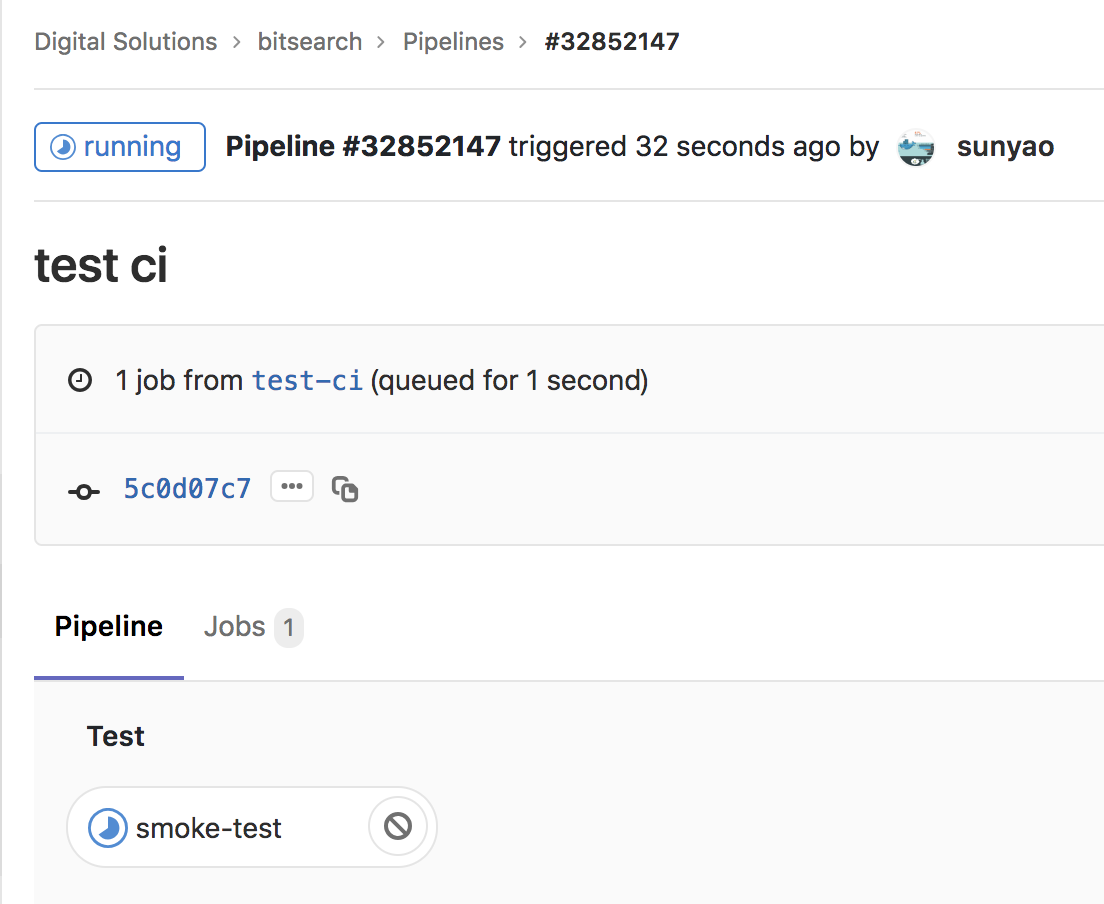 Digital Solutions > bitsearch > Pipelines > #32852147
running Pipeline #32852147 triggered 32 seconds ago by sunyao
test ci
1 job from test-ci (queued for 1 second)
5c0d07c7 •••
Pipeline Jobs 1
Test
smoke-test